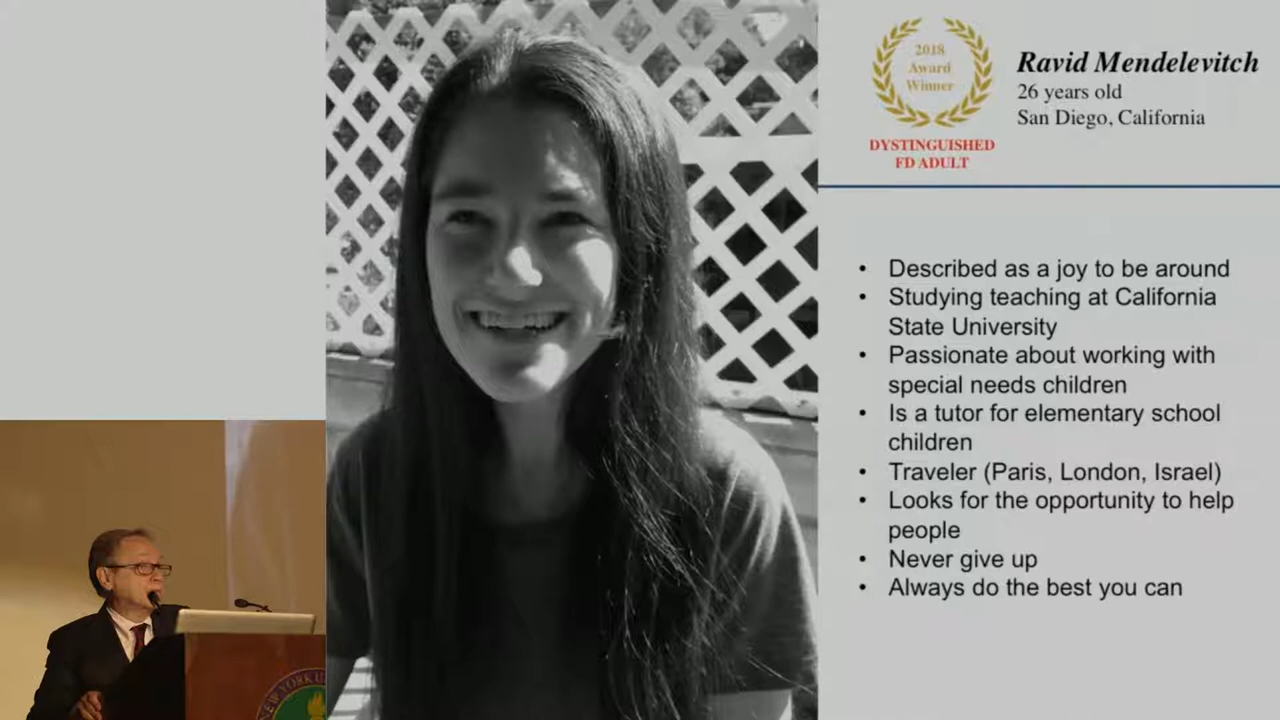 2018
Award
Winner
DYSTINGUISHED
FD ADULT
Ravid Mendelevitch
26 years old
San Diego, California
• Described as a joy to be around
• Studying teaching at California
State University
• Passionate about working with
special needs children
• Is a tutor for elementary school
children
• Traveler (Paris, London, Israel)
• Looks for the opportunity to help
people
• Never give up
• Always do the best you can
NEW YORK U